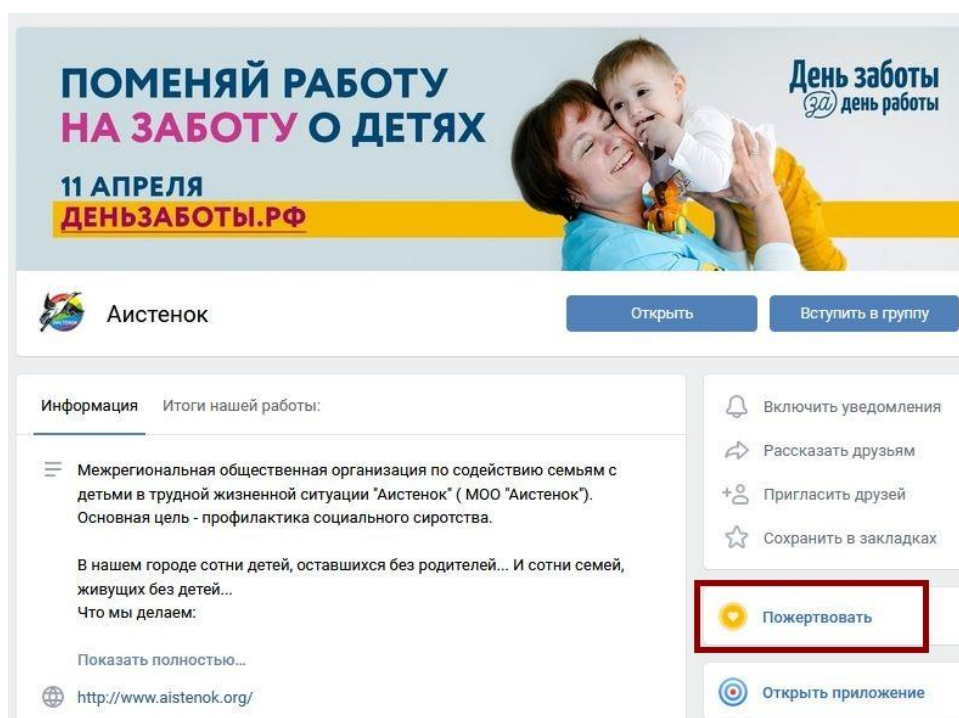 ПОМЕНЯЙ РАБОТУ
НА ЗАБОТУ О ДЕТЯХ
11 АПРЕЛЯ
ДЕНЬЗАБОТЫ.РФ
День заботы
за день работы
Аистенок
Открыть
Вступить в группу
Информация Итоги нашей работы:
Межрегиональная общественная организация по содействию семьям с
детьми в трудной жизненной ситуации "Аистенок" ( МОО "Аистенок").
Основная цель - профилактика социального сиротства.
В нашем городе сотни детей, оставшихся без родителей... И сотни семей,
живущих без детей...
Что мы делаем:
Показать полностью...
http://www.aistenok.org/
Включить уведомления
Рассказать друзьям
Пригласить друзей
Сохранить в закладках
Пожертвовать
Открыть приложение